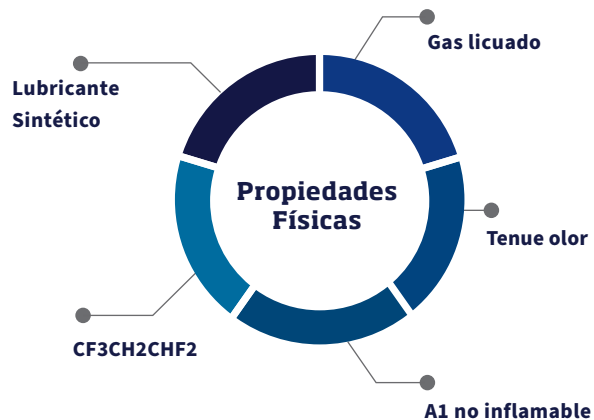 Gas licuado
Lubricante
Sintético
Propiedades
Físicas
Tenue olor
CF3CH2CHF2
A1 no inflamable